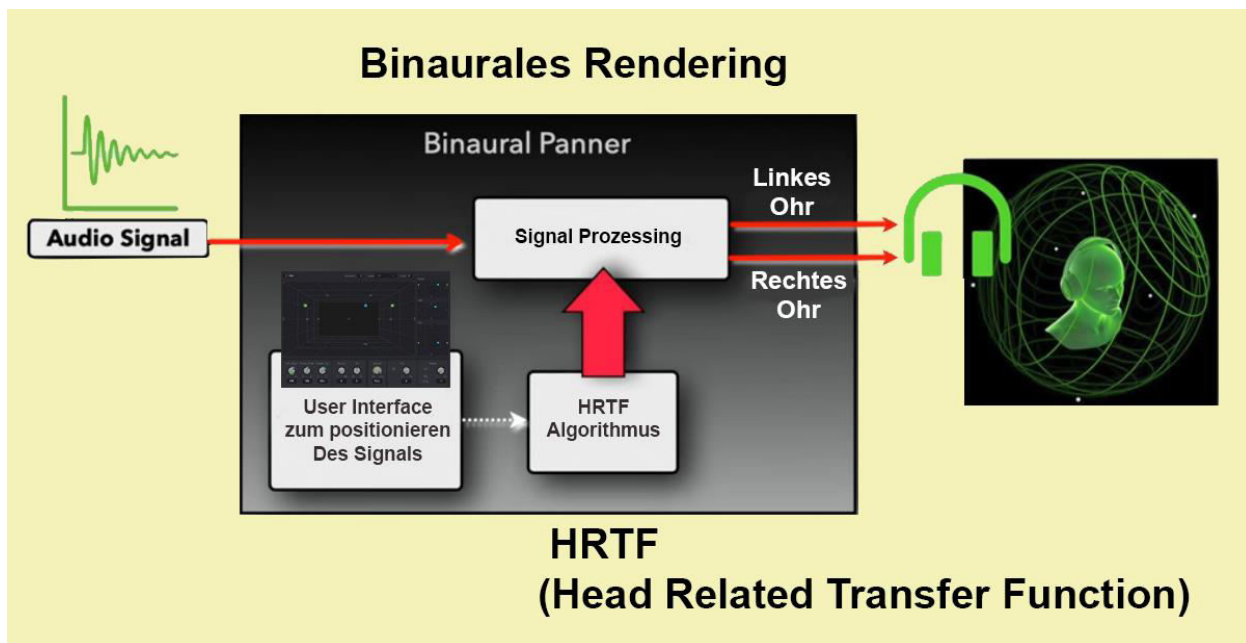 Binaurales Rendering
Binaural Panner
Audio Signal
Signal Prozessing
Linkes
Ohr
Rechtes
Ohr
User Interface
zum positionieren
Des Signals
HRTF
Algorithmus
HRTF
(Head Related Transfer Function)